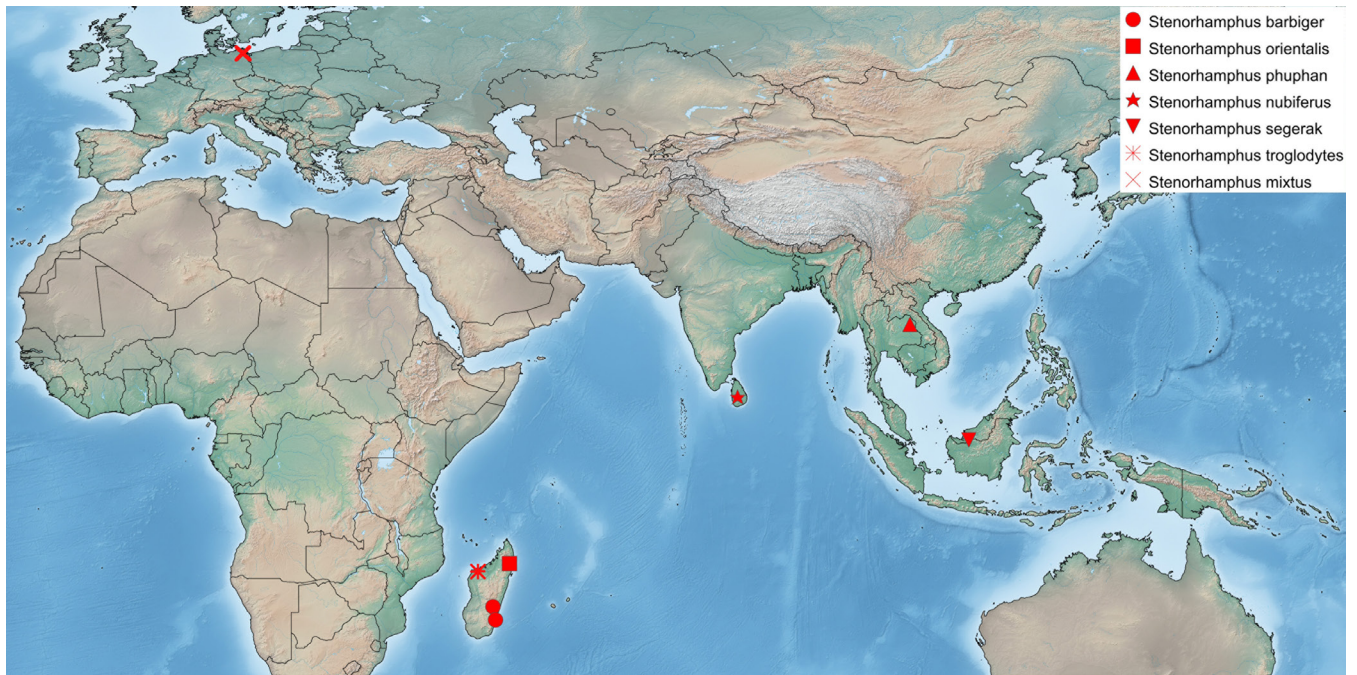 Stenorhamphus barbiger
Stenorhamphus orientalis
Stenorhamphus phuphan
Stenorhamphus nubiferus
Stenorhamphus segerak
Stenorhamphus troglodytes
Stenorhamphus mixtus